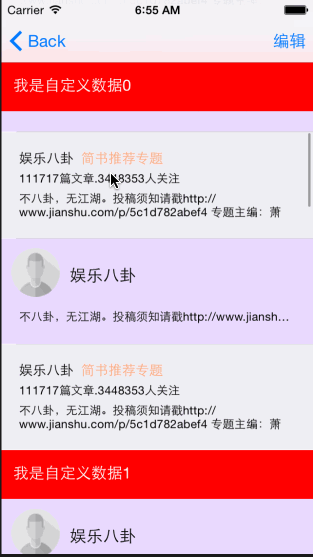 Carrier 6:55 AM
Back 编辑
我是自定义数据0
娱乐八卦 简书推荐专题
111717篇文章.3448353人关注
不八卦，无江湖。投稿须知请戳http://
www.jianshu.com/p/5c1d782abef4 专题主编：萧
娱乐八卦
不八卦，无江湖。投稿须知请戳http://www.jiansh…
娱乐八卦 简书推荐专题
111717篇文章.3448353人关注
不八卦，无江湖。投稿须知请戳http://
www.jianshu.com/p/5c1d782abef4 专题主编：萧
我是自定义数据1
娱乐八卦